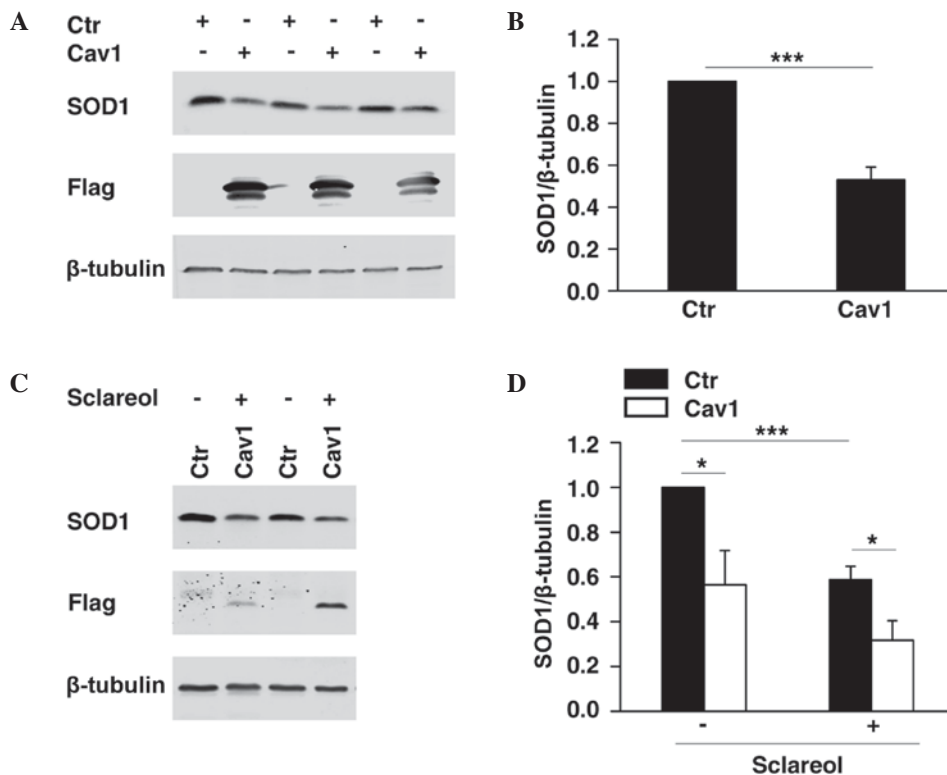 A
Ctr + - + - + -
Cav1 - + - + - +
SOD1
Flag
β-tubulin
B
***
1.2
1.0
0.8
0.6
0.4
0.2
0.0
SOD1/β-tubulin
Ctr Cav1
C
Sclareol - + - +
Ctr Cav1 Ctr Cav1
SOD1
Flag
β-tubulin
D
Ctr
Cav1
***
*
*
1.2
1.0
0.8
0.6
0.4
0.2
0.0
SOD1/β-tubulin
- +
Sclareol